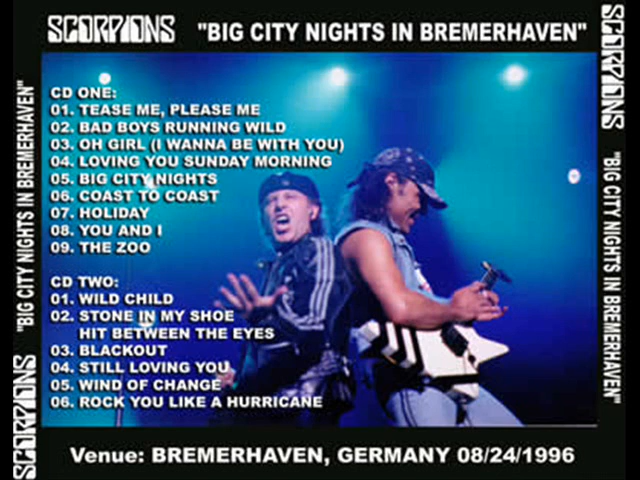 SCORPIONS "BIG CITY NIGHTS IN BREMERHAVEN"
CD ONE:
01. TEASE ME, PLEASE ME
02. BAD BOYS RUNNING WILD
03. OH GIRL (I WANNA BE WITH YOU)
04. LOVING YOU SUNDAY MORNING
05. BIG CITY NIGHTS
06. COAST TO COAST
07. HOLIDAY
08. YOU AND I
09. THE ZOO
CD TWO:
01. WILD CHILD
02. STONE IN MY SHOE
HIT BETWEEN THE EYES
03. BLACKOUT
04. STILL LOVING YOU
05. WIND OF CHANGE
06. ROCK YOU LIKE A HURRICANE
Venue: BREMERHAVEN, GERMANY 08/24/1996
SCORPIONS "BIG CITY NIGHTS IN BREMERHAVEN"
SCORPIONS "BIG CITY NIGHTS IN BREMERHAVEN"